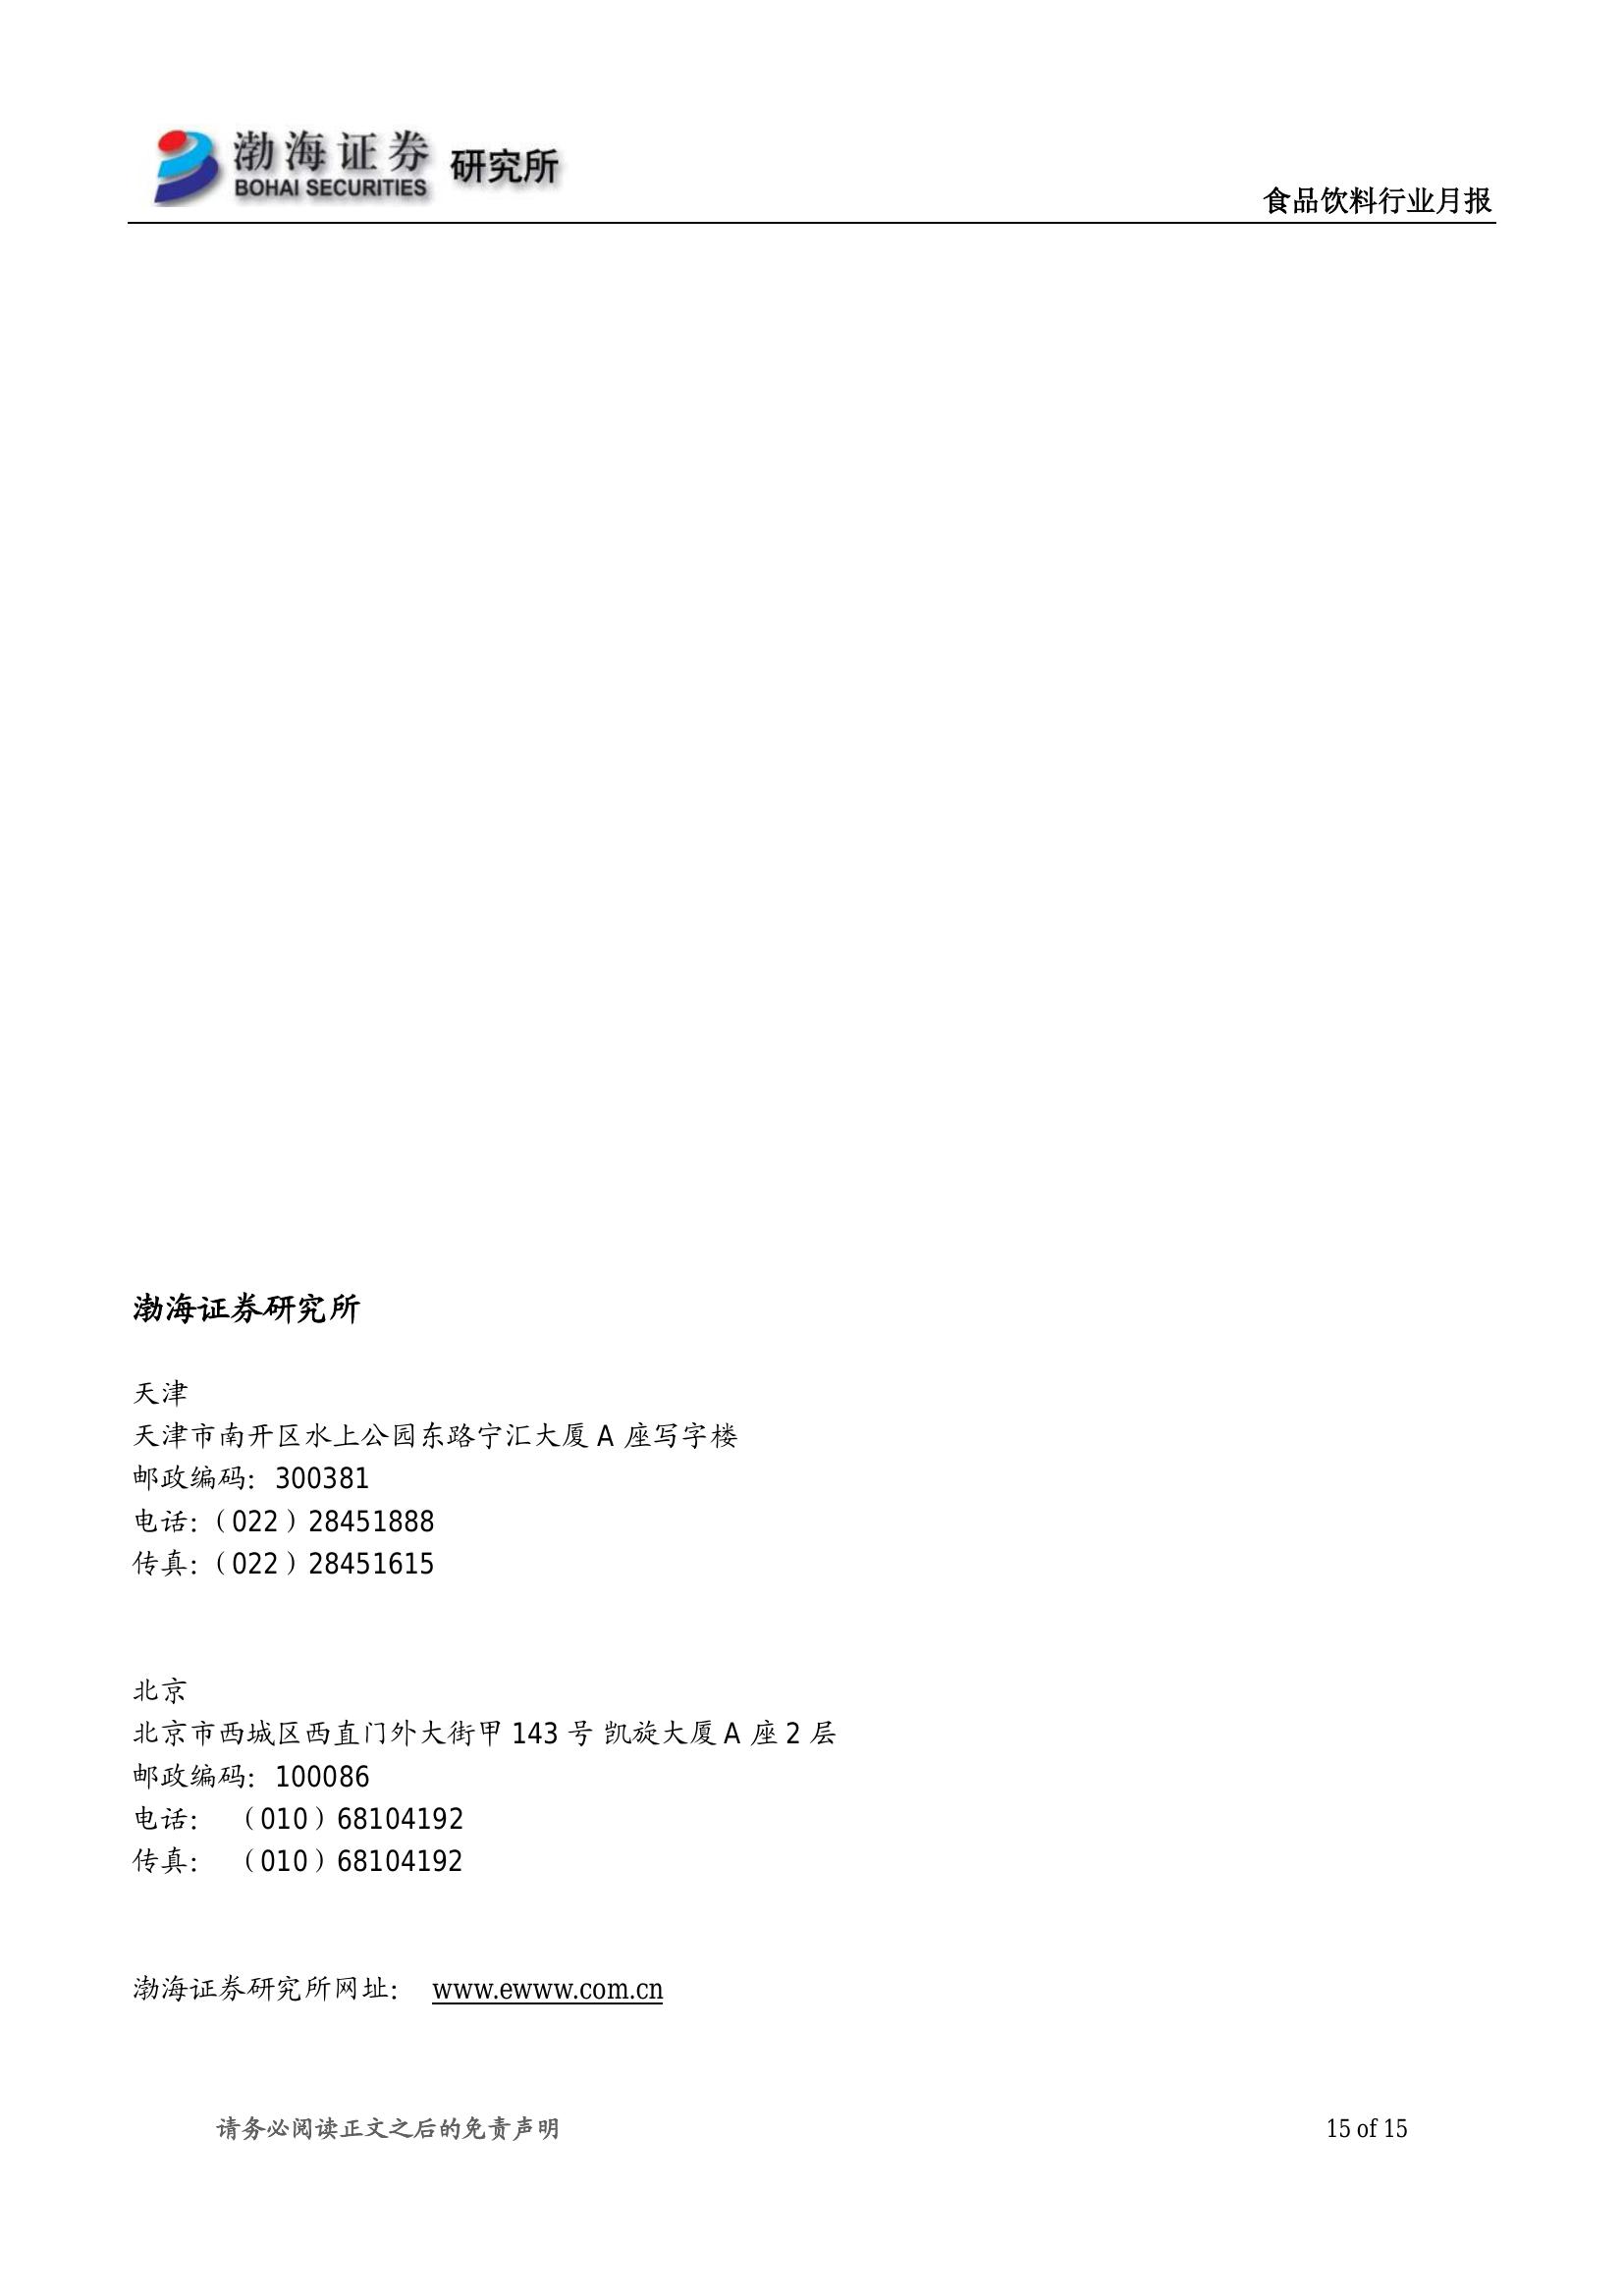 渤海证券 研究所
BOHAI SECURITIES
食品饮料行业月报
渤海证券研究所
天津
天津市南开区水上公园东路宁汇大厦 A 座写字楼
邮政编码：300381
电话：（022）28451888
传真：（022）28451615
北京
北京市西城区西直门外大街甲 143 号 凯旋大厦 A 座 2 层
邮政编码：100086
电话： （010）68104192
传真： （010）68104192
渤海证券研究所网址： www.ewww.com.cn
请务必阅读正文之后的免责声明 15 of 15